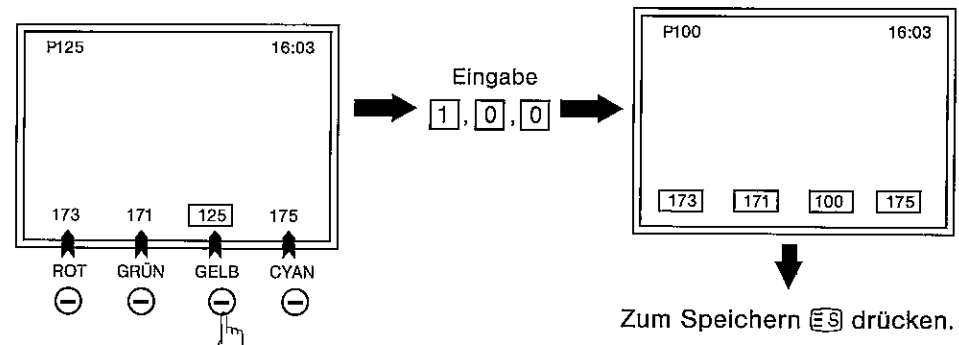 P125 16:03
173 171 125 175
ROT GRÜN GELB CYAN
Eingabe
1, 0, 0
P100 16:03
173 171 100 175
Zum Speichern ES drücken.